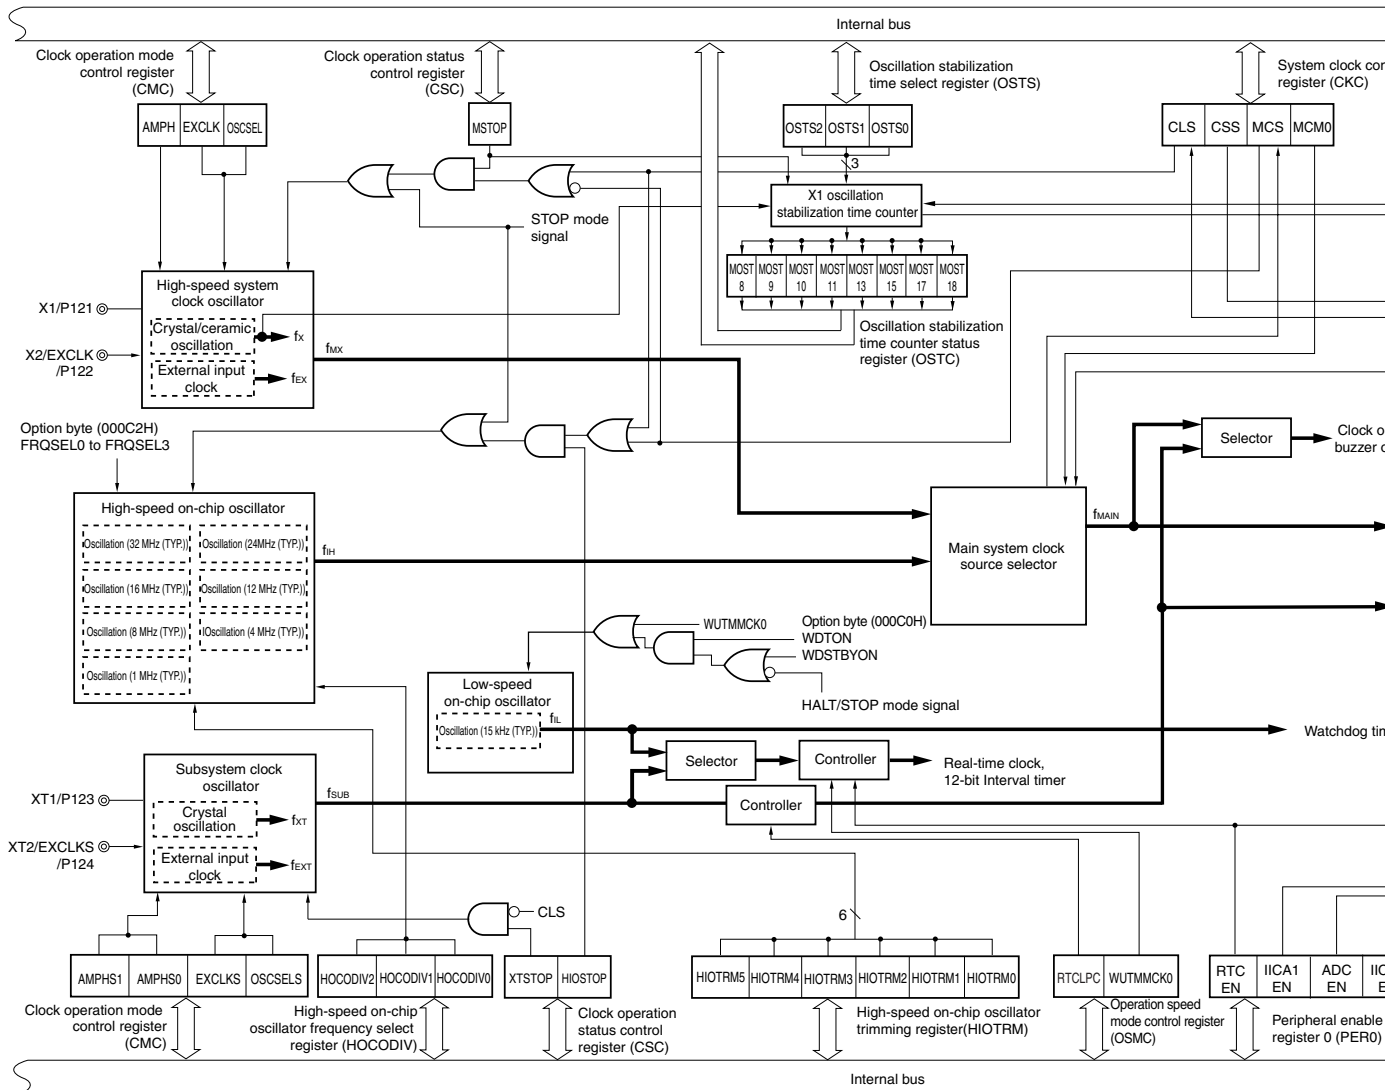 Internal bus
Clock operation mode
control register
(CMC)
Clock operation status
control register
(CSC)
Oscillation stabilization
time select register (OSTS)
System clock con
register (CKC)
AMPH EXCLK OSCSEL
MSTOP
OSTS2 OSTS1 OSTS0
CLS CSS MCS MCM0
3
X1 oscillation
stabilization time counter
STOP mode
signal
MOST 8
MOST 9
MOST 10
MOST 11
MOST 13
MOST 15
MOST 17
MOST 18
Oscillation stabilization
time counter status
register (OSTC)
High-speed system
clock oscillator
X1/P121
Crystal/ceramic
oscillation
fX
fMX
X2/EXCLK
/P122
External input
clock
fEX
Option byte (000C2H)
FRQSEL0 to FRQSEL3
Selector
Clock o
buzzer o
High-speed on-chip oscillator
Oscillation (32 MHz (TYP.))
Oscillation (24MHz (TYP.))
Oscillation (16 MHz (TYP.))
Oscillation (12 MHz (TYP.))
Oscillation (8 MHz (TYP.))
IOscillation (4 MHz (TYP.))
Oscillation (1 MHz (TYP.))
fIH
Main system clock
source selector
fMAIN
WUTMMCK0
Option byte (000C0H)
WDTON
WDSTBYON
HALT/STOP mode signal
Low-speed
on-chip oscillator
Oscillation (15 kHz (TYP.))
fIL
Watchdog tim
Selector
Controller
Real-time clock,
12-bit Interval timer
Controller
Subsystem clock
oscillator
fSUB
XT1/P123
Crystal
oscillation
fXT
XT2/EXCLKS
/P124
External input
clock
fEXT
CLS
6
AMPHS1 AMPHS0 EXCLKS OSCSELS
HOCODIV2 HOCODIV1 HOCODIV0
XTSTOP HIOSTOP
HIOTRM5 HIOTRM4 HIOTRM3 HIOTRM2 HIOTRM1 HIOTRM0
RTCLPC WUTMMCK0
RTC EN
IICA1 EN
ADC EN
IIC
E
Clock operation mode
control register
(CMC)
High-speed on-chip
oscillator frequency select
register (HOCODIV)
Clock operation
status control
register (CSC)
High-speed on-chip oscillator
trimming register(HIOTRM)
Operation speed
mode control register
(OSMC)
Peripheral enable
register 0 (PER0)
Internal bus